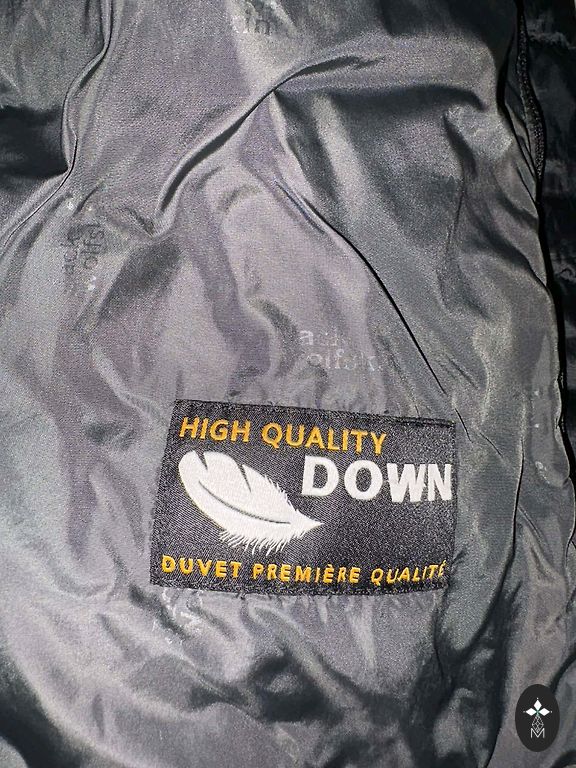 HIGH QUALITY
DOWN
DUVET PREMIÈRE QUALITÉ
M